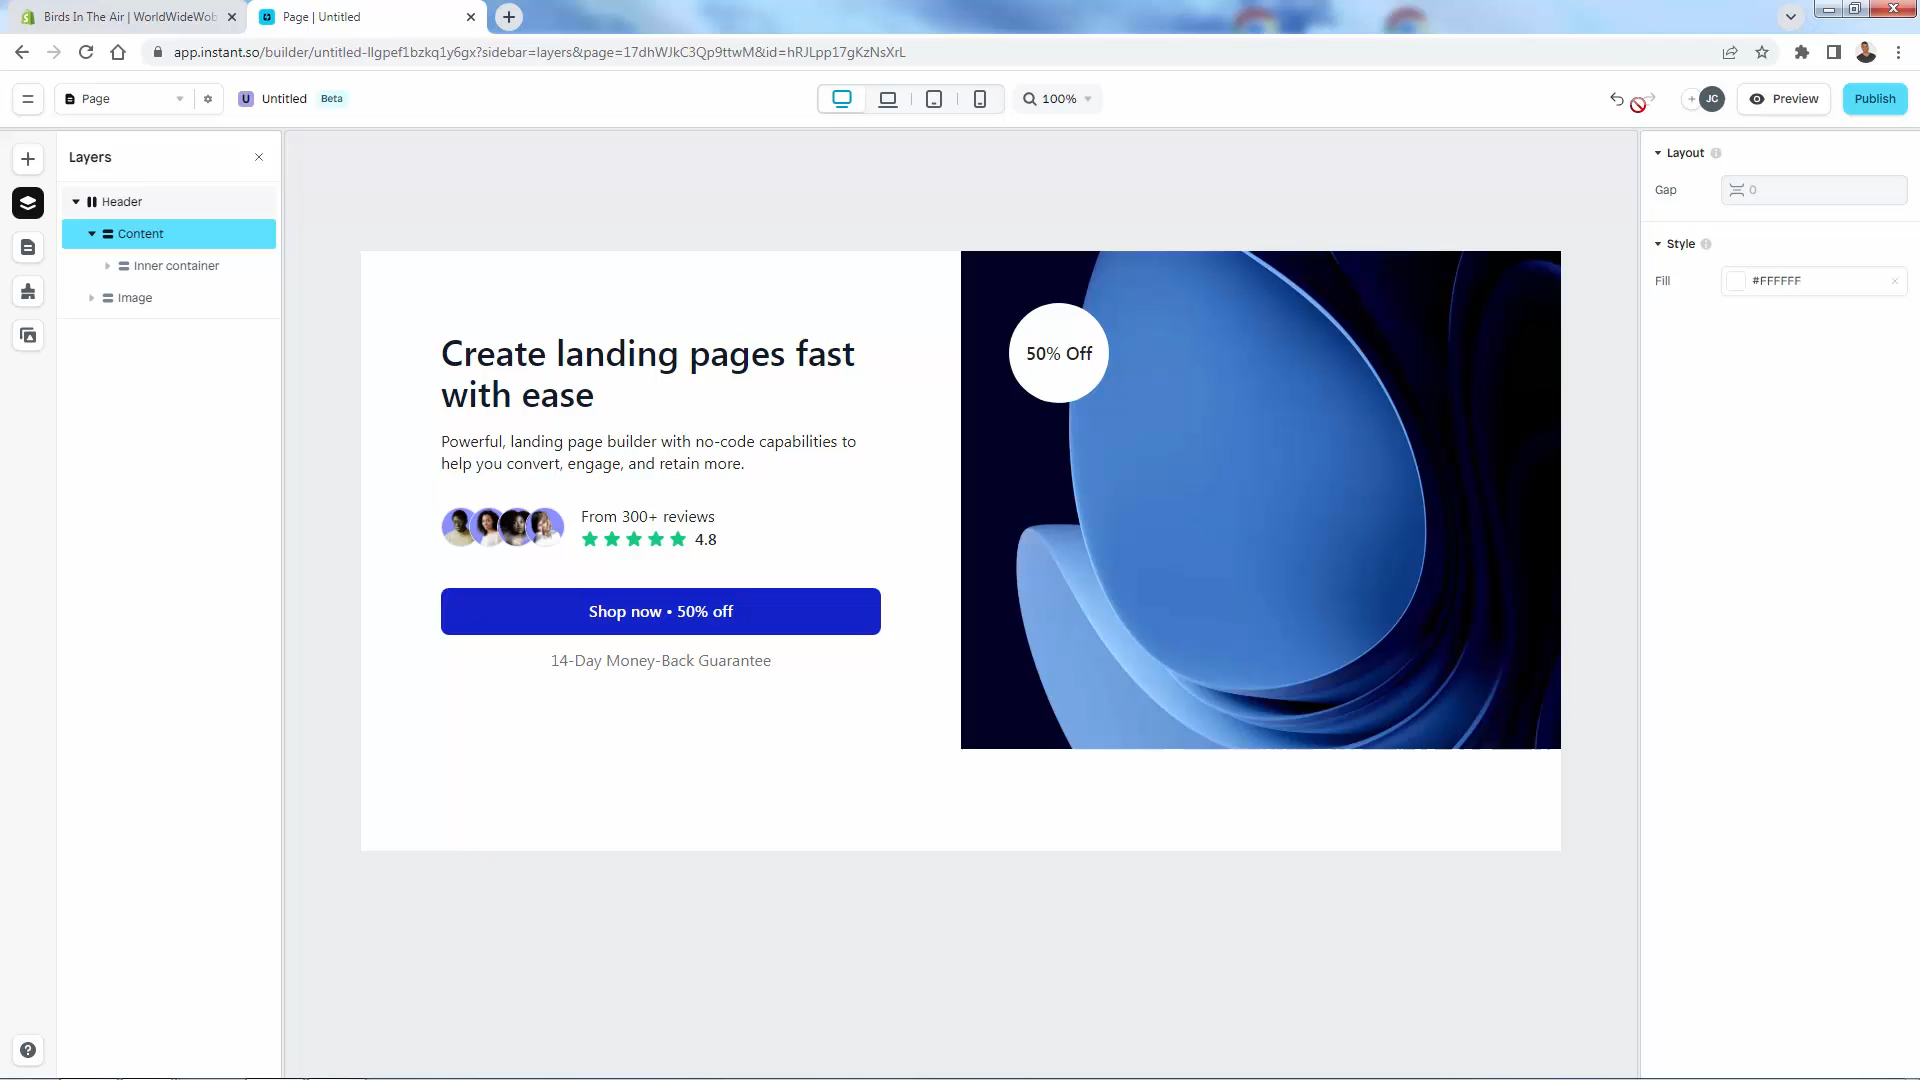 Birds In The Air | WorldWideWob
Page | Untitled
app.instant.so/builder/untitled-llgpef1bzkq1y6gx?sidebar=layers&page=17dhWJkC3Qp9ttwM&id=hRJLpp17gKzNsXrL
Page
U Untitled Beta
100%
JC
Preview
Publish
Layers
Header
Content
Inner container
Image
Create landing pages fast
with ease
Powerful, landing page builder with no-code capabilities to
help you convert, engage, and retain more.
From 300+ reviews
4.8
Shop now • 50% off
14-Day Money-Back Guarantee
50% Off
Layout
Gap 0
Style
Fill #FFFFFF